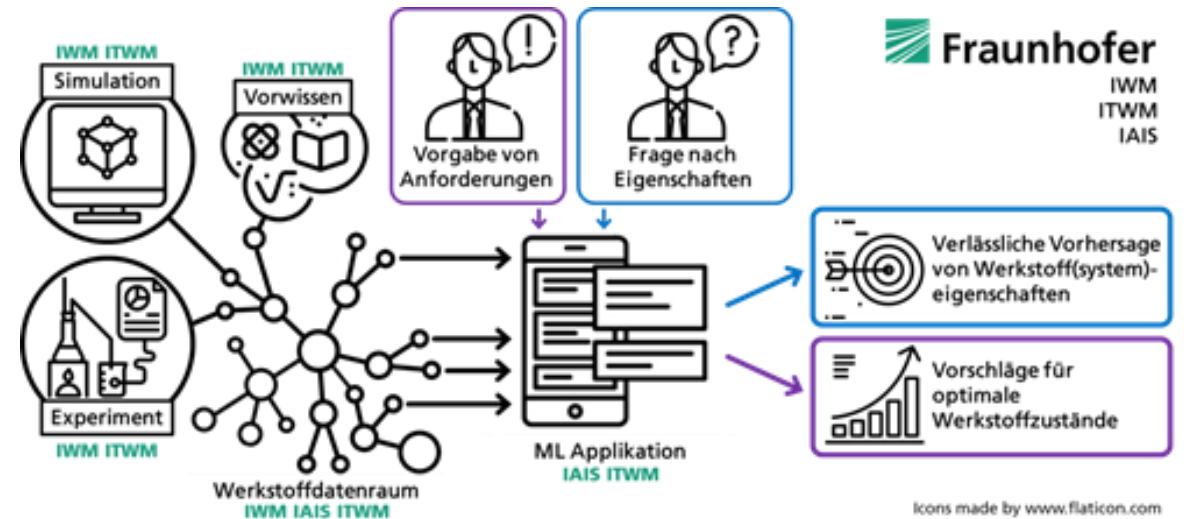 IWM ITWM
Simulation
IWM ITWM
Vorwissen
!
Vorgabe von
Anforderungen
?
Frage nach
Eigenschaften
Fraunhofer
IWM
ITWM
IAIS
Experiment
IWM ITWM
Werkstoffdatenraum
IWM IAIS ITWM
ML Applikation
IAIS ITWM
Verlässliche Vorhersage
von Werkstoff(system)-
eigenschaften
Vorschläge für
optimale
Werkstoffzustände
Icons made by www.flaticon.com